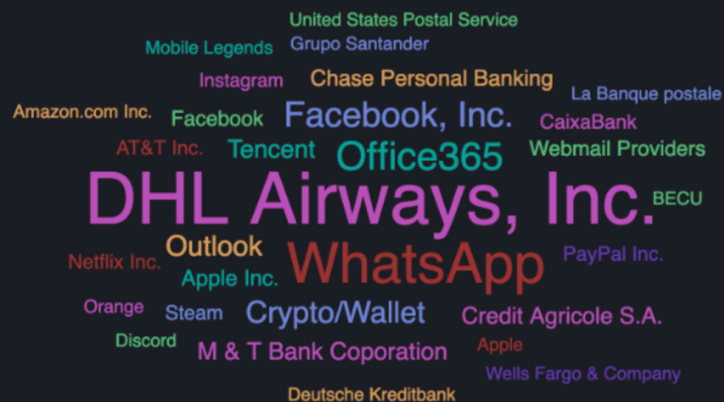 United States Postal Service
Mobile Legends Grupo Santander
Instagram Chase Personal Banking
La Banque postale
Amazon.com Inc. Facebook Facebook, Inc. CaixaBank
AT&T Inc. Tencent Office365 Webmail Providers
DHL Airways, Inc. BECU
Netflix Inc. Outlook WhatsApp PayPal Inc.
Apple Inc.
Orange Steam Crypto/Wallet Credit Agricole S.A.
Discord M & T Bank Coporation Apple
Wells Fargo & Company
Deutsche Kreditbank